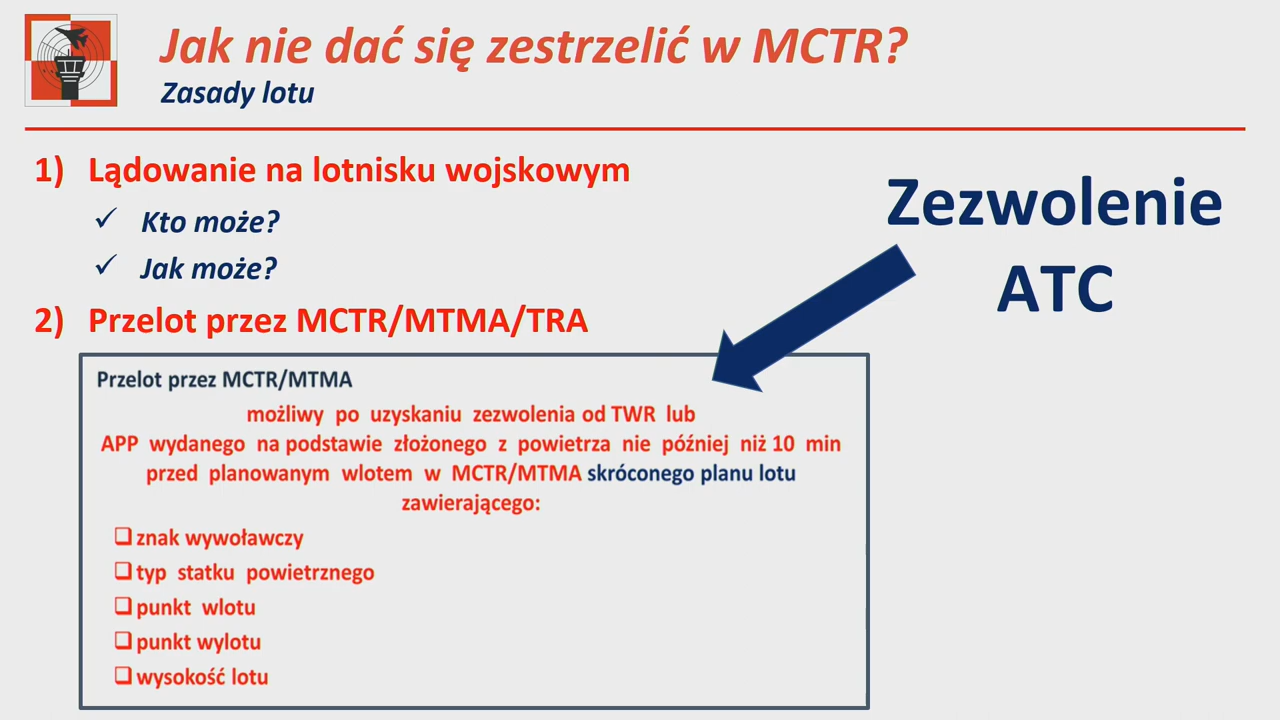 Jak nie dać się zestrzelić w MCTR?
Zasady lotu
1) Lądowanie na lotnisku wojskowym
✓ Kto może?
✓ Jak może?
2) Przelot przez MCTR/MTMA/TRA
Zezwolenie
ATC
Przelot przez MCTR/MTMA
możliwy po uzyskaniu zezwolenia od TWR lub
APP wydanego na podstawie złożonego z powietrza nie później niż 10 min
przed planowanym wlotem w MCTR/MTMA skróconego planu lotu
zawierającego:
❑ znak wywoławczy
❑ typ statku powietrznego
❑ punkt wlotu
❑ punkt wylotu
❑ wysokość lotu